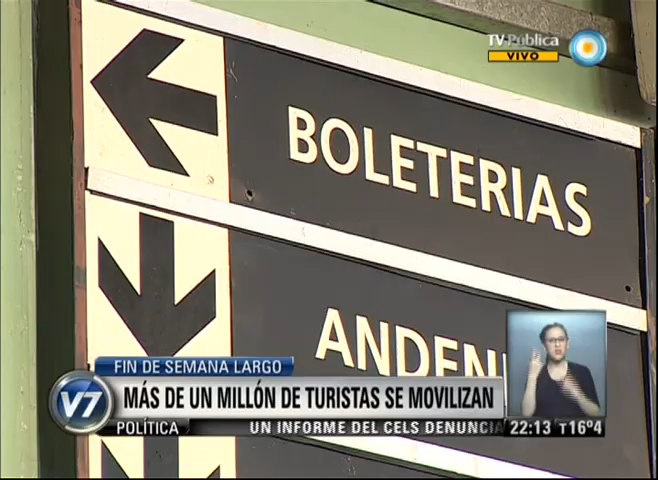 TV-Pública
VIVO
BOLETERIAS
ANDEN
FIN DE SEMANA LARGO
V7
MÁS DE UN MILLÓN DE TURISTAS SE MOVILIZAN
POLÍTICA UN INFORME DEL CELS DENUNCIA 22:13 T16º4